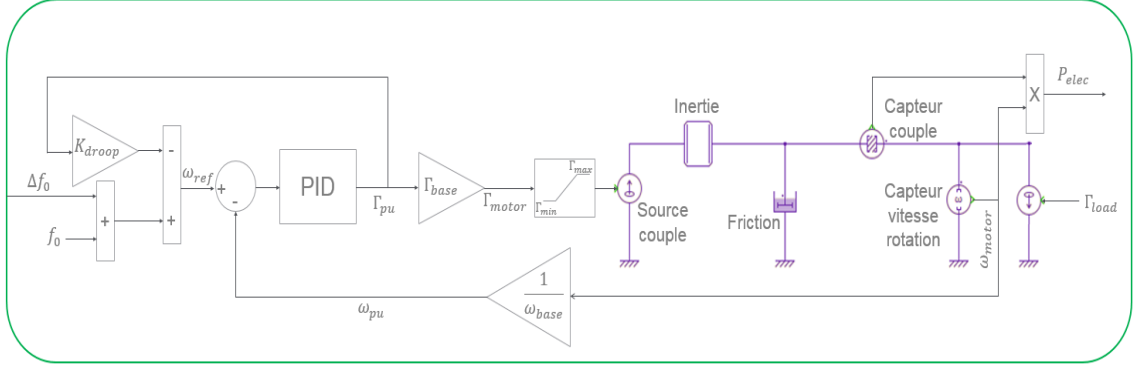 P_elec
X
Inertie
Capteur
couple
K_droop
-
Γ_max
ω_ref
Δf_0
+
PID
Γ_base
Γ_pu
Γ_motor
Γ_min
-
+
+
f_0
Source
couple
Friction
Capteur
vitesse
rotation
ε
ω_motor
Γ_load
1
ω_base
ω_pu